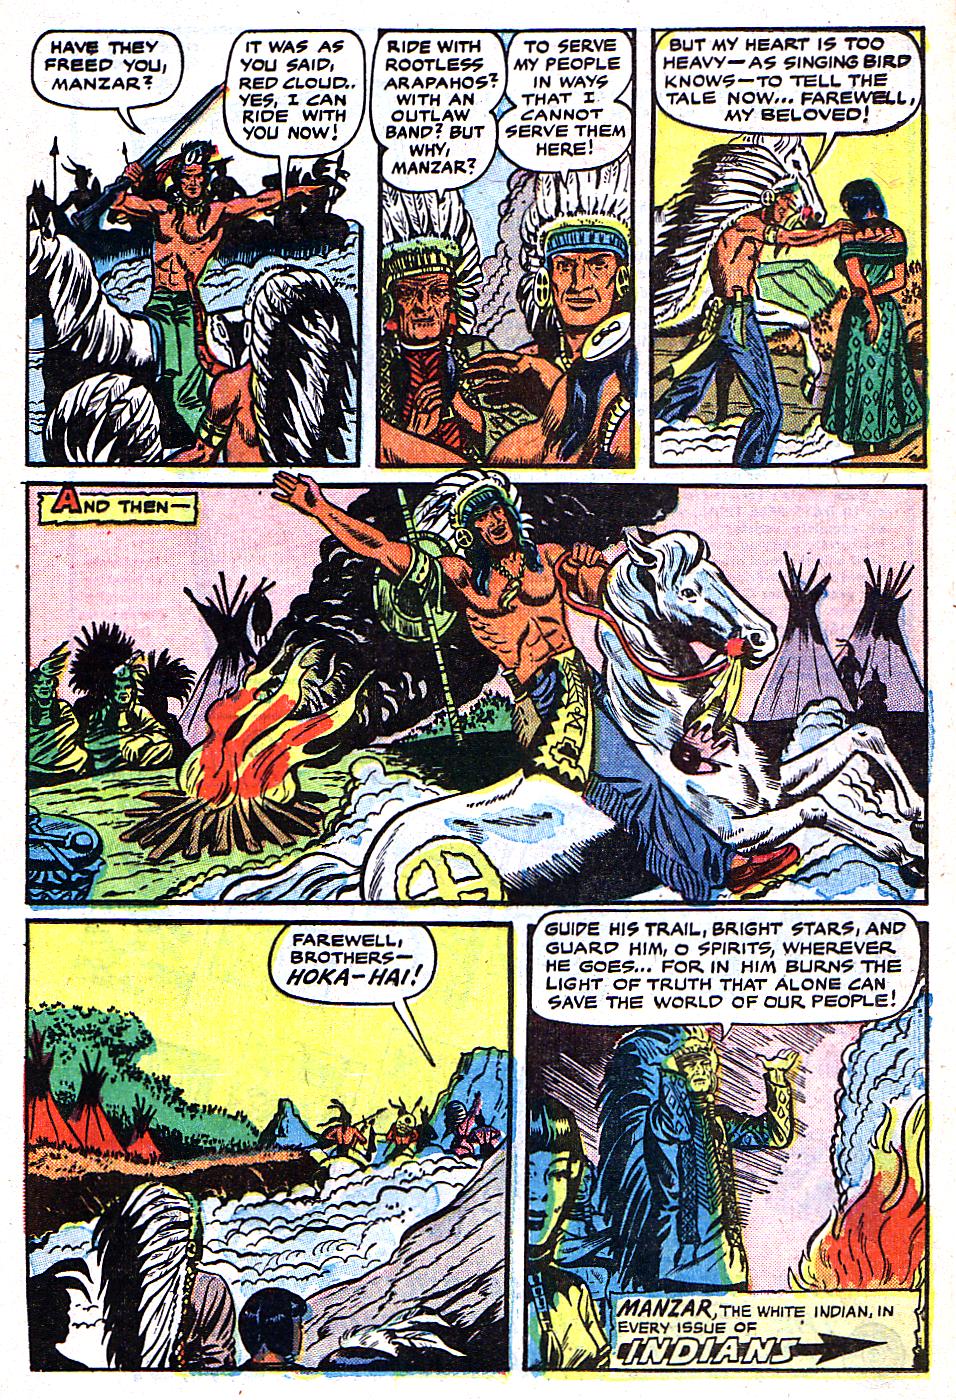 HAVE THEY
FREED YOU,
MANZAR?
IT WAS AS
YOU SAID,
RED CLOUD..
YES, I CAN
RIDE WITH
YOU NOW!
RIDE WITH
ROOTLESS
ARAPAHOS?
WITH AN
OUTLAW
BAND? BUT
WHY,
MANZAR?
TO SERVE
MY PEOPLE
IN WAYS
THAT I
CANNOT
SERVE THEM
HERE!
BUT MY HEART IS TOO
HEAVY—AS SINGING BIRD
KNOWS—TO TELL THE
TALE NOW... FAREWELL,
MY BELOVED!
AND THEN—
FAREWELL,
BROTHERS—
HOKA-HAI!
GUIDE HIS TRAIL, BRIGHT STARS, AND
GUARD HIM, O SPIRITS, WHEREVER
HE GOES... FOR IN HIM BURNS THE
LIGHT OF TRUTH THAT ALONE CAN
SAVE THE WORLD OF OUR PEOPLE!
MANZAR, THE WHITE INDIAN, IN
EVERY ISSUE OF
INDIANS